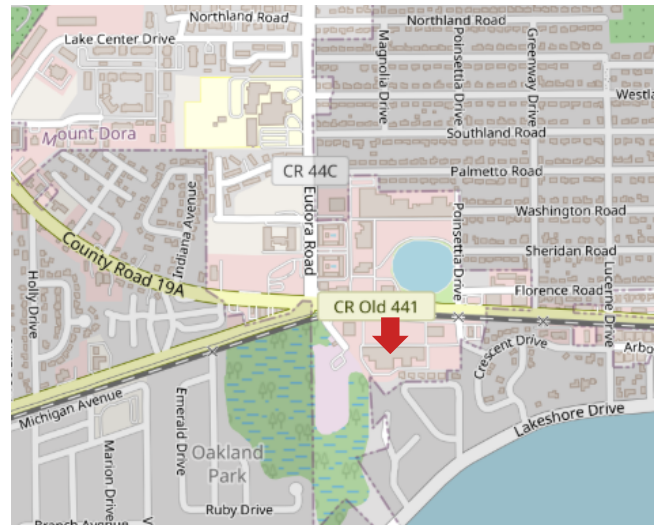 Northland Road
Northland Road
Lake Center Drive
Magnolia Drive
Poinsettia Drive
Greenway Drive
Westla
Mount Dora
Southland Road
CR 44C
Palmetto Road
Eudora Road
Indiana Avenue
Washington Road
Poinsettia Drive
County Road 19A
Sheridan Road
Lucerne Drive
Holly Drive
Florence Road
CR Old 441
Crescent Drive
Arbo
Michigan Avenue
Emerald Drive
Lakeshore Drive
Marion Drive
Oakland
Park
Ruby Drive
V
Branch Avenue